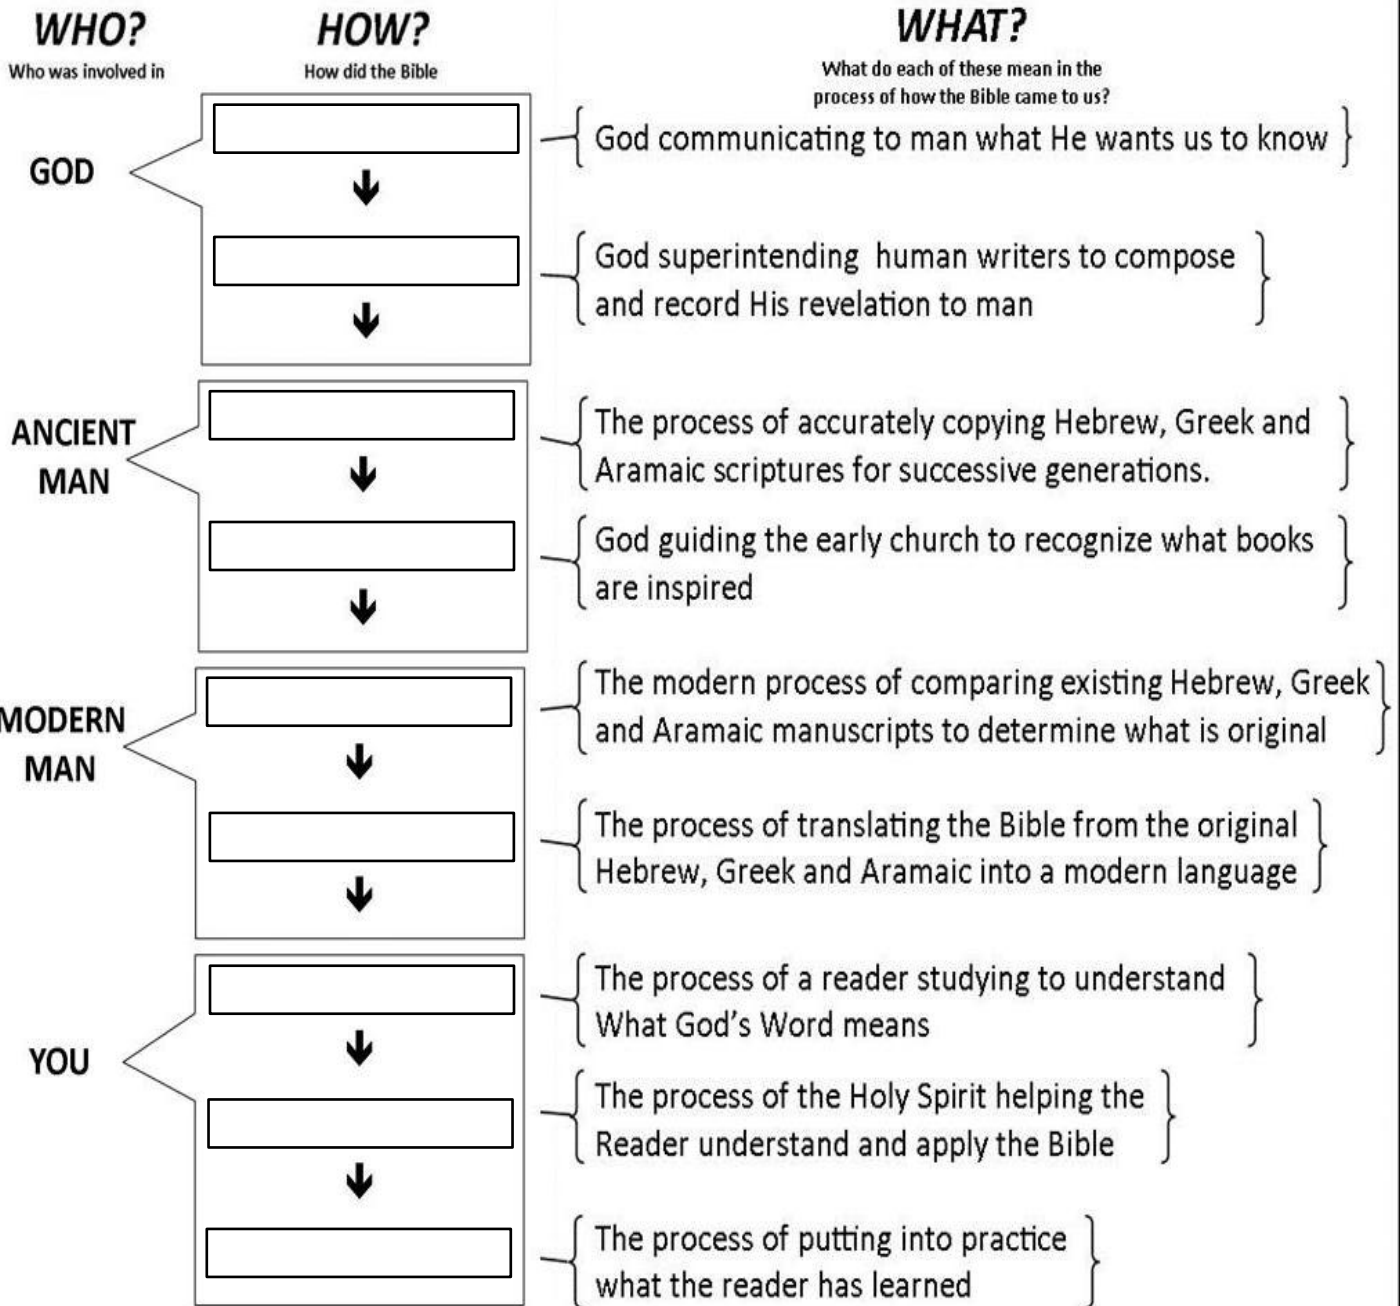 WHO?
Who was involved in
HOW?
How did the Bible
WHAT?
What do each of these mean in the
process of how the Bible came to us?
GOD
God communicating to man what He wants us to know
God superintending human writers to compose
and record His revelation to man
ANCIENT
MAN
The process of accurately copying Hebrew, Greek and
Aramaic scriptures for successive generations.
God guiding the early church to recognize what books
are inspired
MODERN
MAN
The modern process of comparing existing Hebrew, Greek
and Aramaic manuscripts to determine what is original
The process of translating the Bible from the original
Hebrew, Greek and Aramaic into a modern language
YOU
The process of a reader studying to understand
What God's Word means
The process of the Holy Spirit helping the
Reader understand and apply the Bible
The process of putting into practice
what the reader has learned